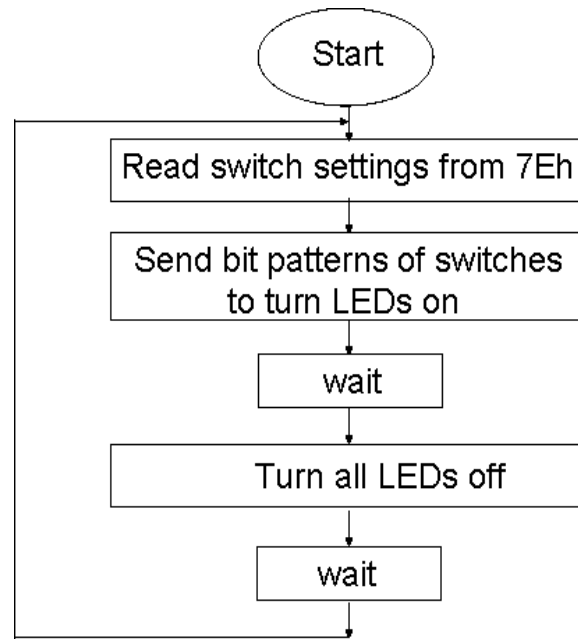 Start
Read switch settings from 7Eh
Send bit patterns of switches
to turn LEDs on
wait
Turn all LEDs off
wait